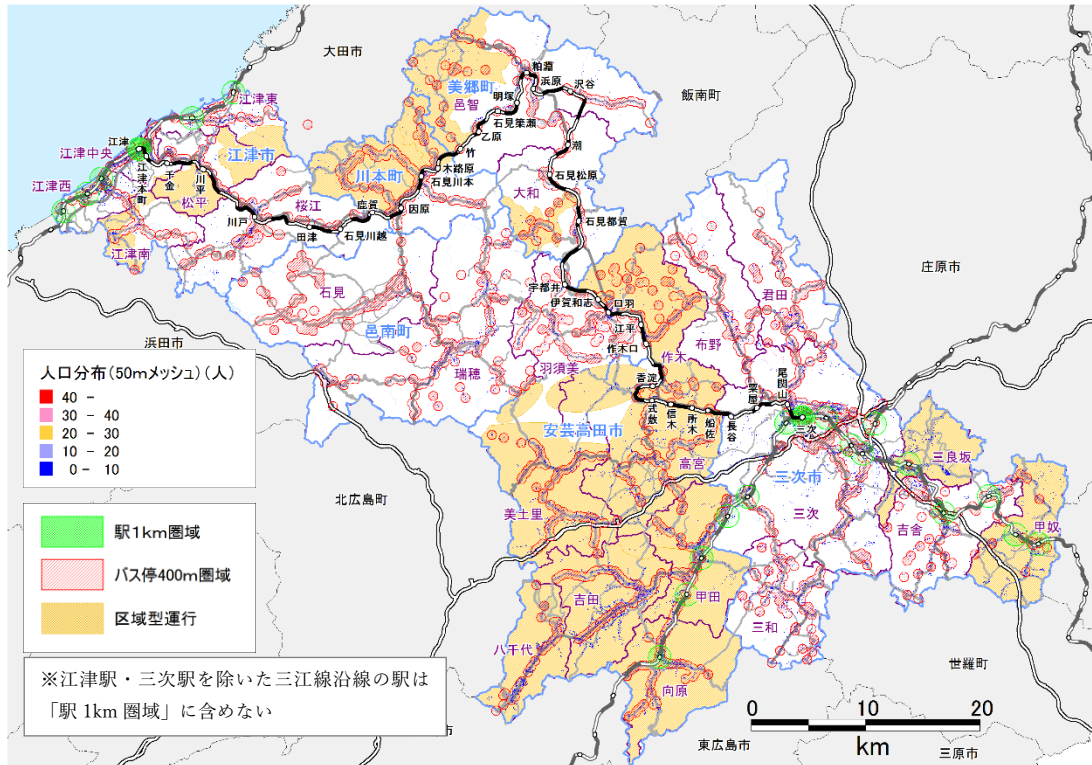 大田市
飯南町
庄原市
浜田市
北広島町
東広島市
三原市
世羅町
美郷町
邑智
粕淵
浜原
沢谷
明塚
石見簗瀬
乙原
竹
木路原
石見川本
潮
石見松原
石見都賀
大和
江津東
江津
江津中央
江津市
江津本町
千金
川平
松平
江津西
江津南
川本町
桜江
川戸
田津
石見川越
鹿賀
因原
石見
邑南町
瑞穂
羽須美
宇都井
伊賀和志
口羽
江平
作木口
作木
布野
君田
香淀
式敷
信木
所木
船佐
長谷
粟屋
尾関山
三次
安芸高田市
高宮
美土里
三次市
三次
三良坂
吉舎
甲奴
吉田
甲田
三和
八千代
向原
人口分布(50mメッシュ)(人)
40 -
30 - 40
20 - 30
10 - 20
0 - 10
駅1km圏域
バス停400m圏域
区域型運行
※江津駅・三次駅を除いた三江線沿線の駅は
「駅 1km 圏域」に含めない
市
0 10 20
km